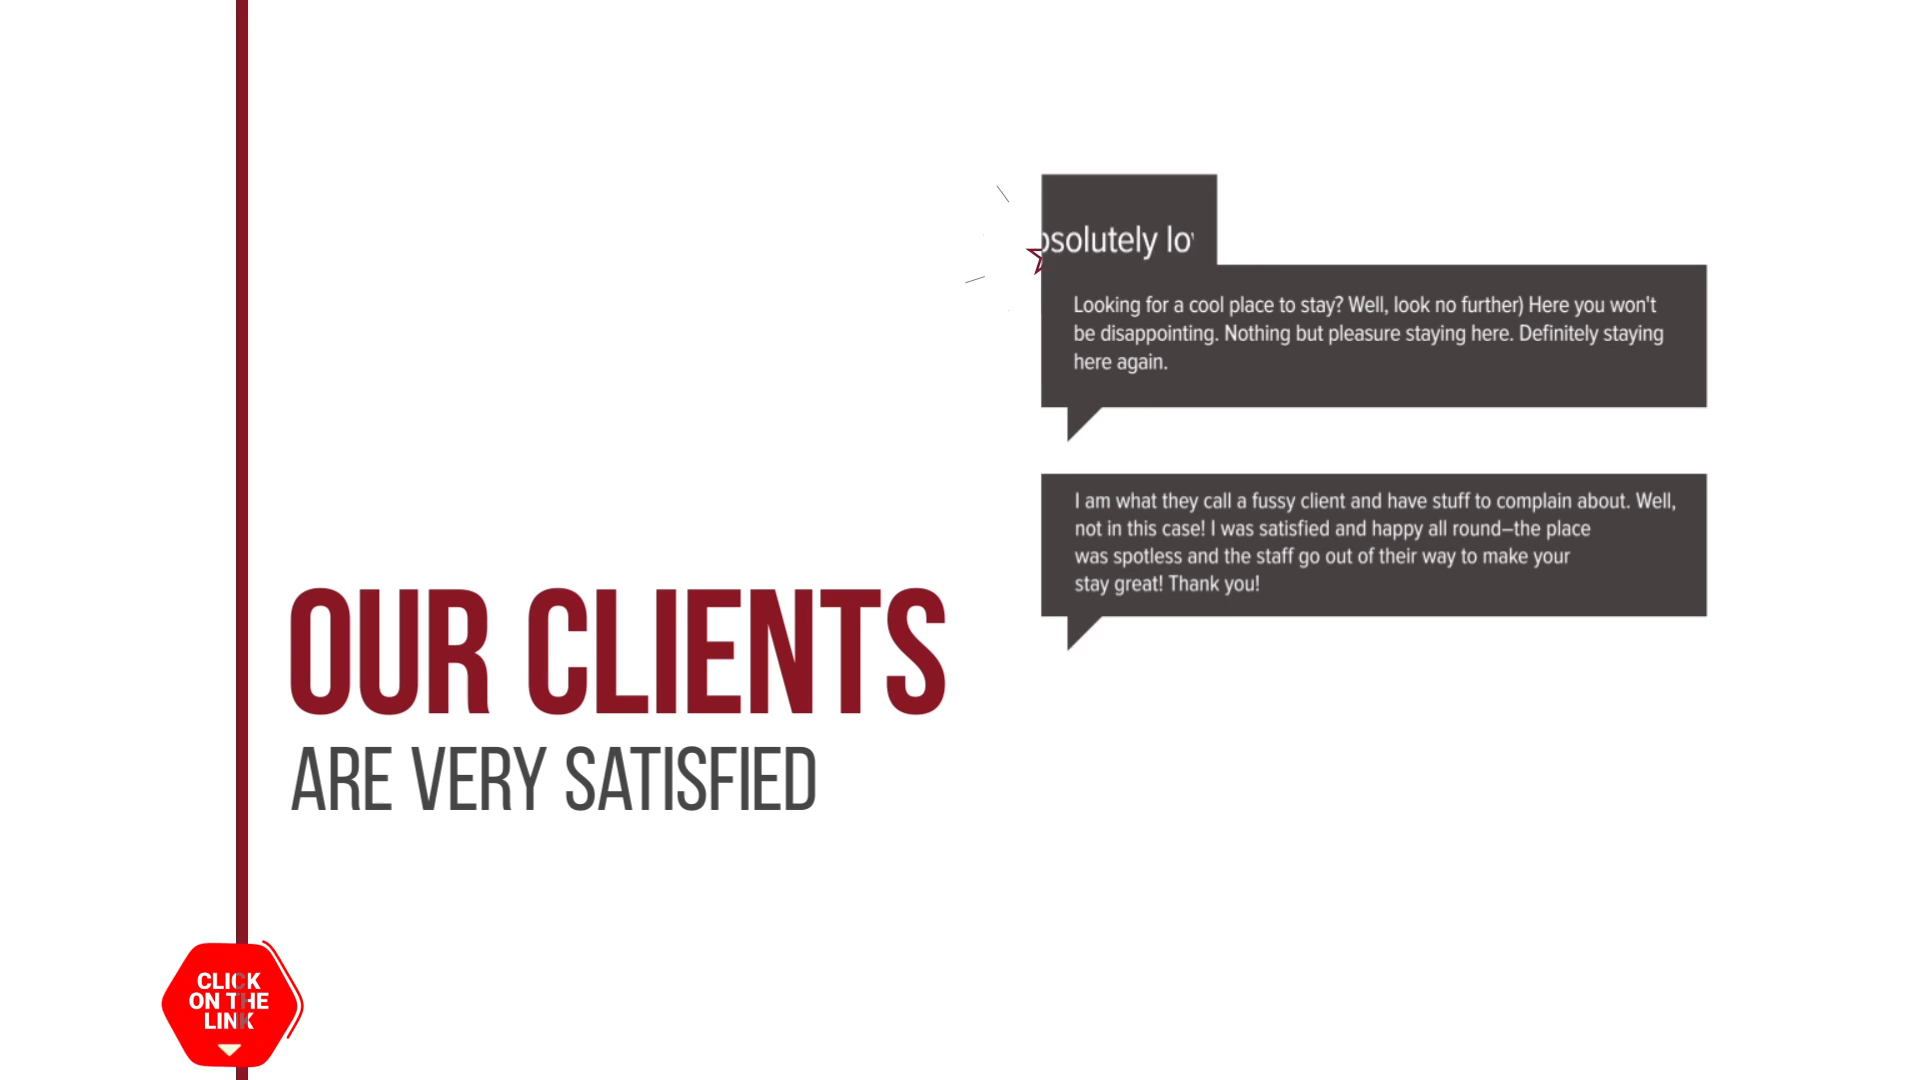 OUR CLIENTS
ARE VERY SATISFIED
Looking for a cool place to stay? Well, look no further) Here you won't
be disappointing. Nothing but pleasure staying here. Definitely staying
here again.
I am what they call a fussy client and have stuff to complain about. Well,
not in this case! I was satisfied and happy all round–the place
was spotless and the staff go out of their way to make your
stay great! Thank you!
CLICK
ON THE
LINK